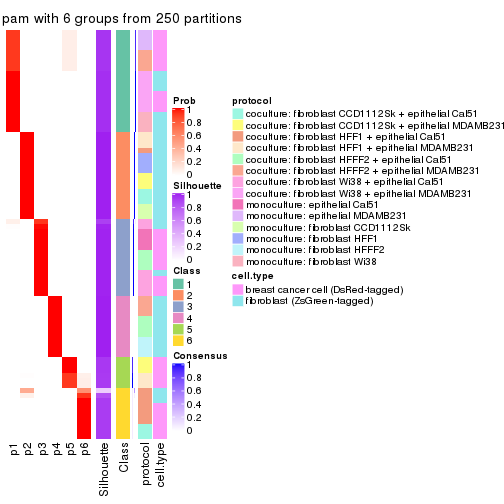 pam with 6 groups from 250 partitions
Prob
1
0.8
0.6
0.4
0.2
0
Silhouette
1
0.8
0.6
0.4
0.2
0
Class
1
2
3
4
5
6
Consensus
1
0.8
0.6
0.4
0.2
0
protocol
coculture: fibroblast CCD1112Sk + epithelial Cal51
coculture: fibroblast CCD1112Sk + epithelial MDAMB231
coculture: fibroblast HFF1 + epithelial Cal51
coculture: fibroblast HFF1 + epithelial MDAMB231
coculture: fibroblast HFFF2 + epithelial Cal51
coculture: fibroblast HFFF2 + epithelial MDAMB231
coculture: fibroblast Wi38 + epithelial Cal51
coculture: fibroblast Wi38 + epithelial MDAMB231
monoculture: epithelial Cal51
monoculture: epithelial MDAMB231
monoculture: fibroblast CCD1112Sk
monoculture: fibroblast HFF1
monoculture: fibroblast HFFF2
monoculture: fibroblast Wi38
cell.type
breast cancer cell (DsRed-tagged)
fibroblast (ZsGreen-tagged)
p1
p2
p3
p4
p5
p6
Silhouette
Class
protocol
cell.type